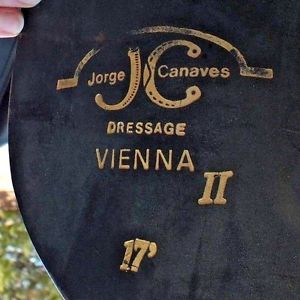 Jorge JC Canaves
DRESSAGE
VIENNA
II
17'